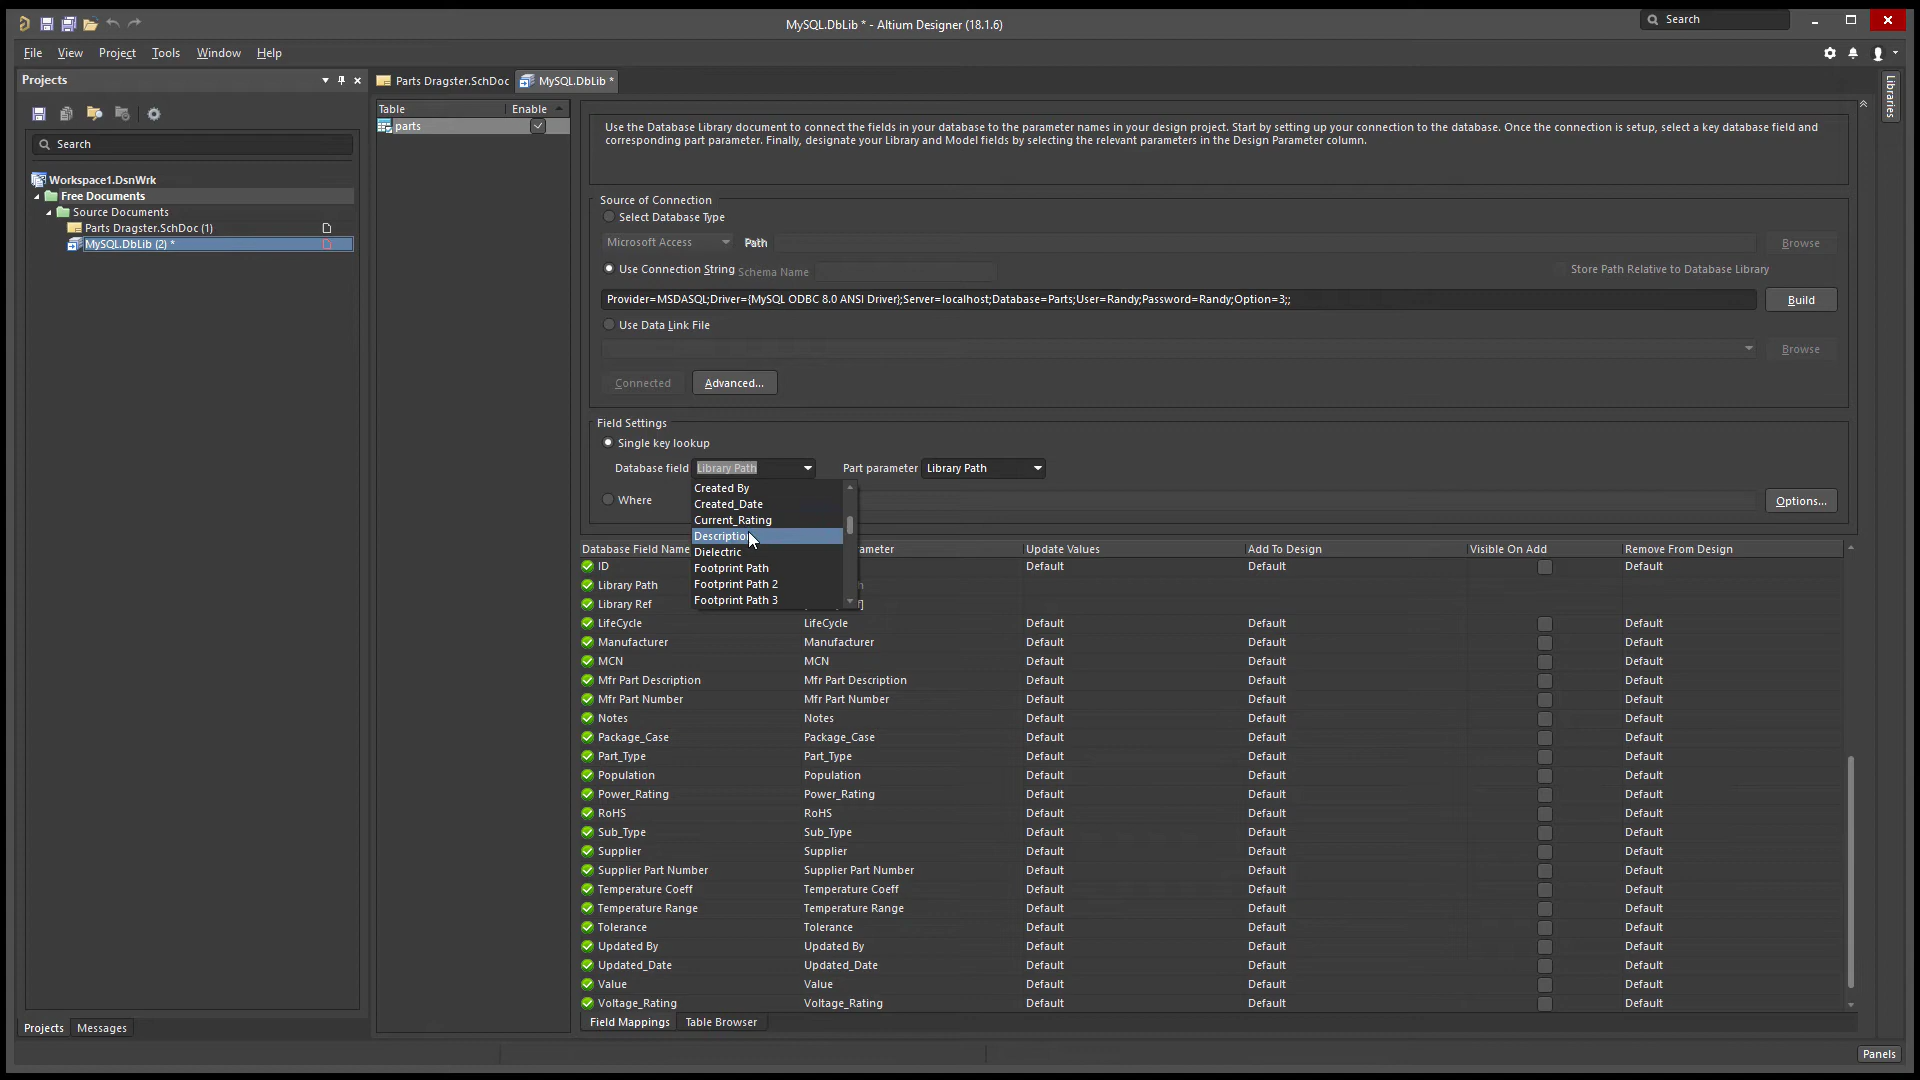 MySQL.DbLib * - Altium Designer (18.1.6)
Search
File View Project Tools Window Help
Projects
Parts Dragster.SchDoc
MySQL.DbLib *
Libraries
Search
Workspace1.DsnWrk
Free Documents
Source Documents
Parts Dragster.SchDoc (1)
MySQL.DbLib (2) *
Table Enable
parts
Use the Database Library document to connect the fields in your database to the parameter names in your design project. Start by setting up your connection to the database. Once the connection is setup, select a key database field and
corresponding part parameter. Finally, designate your Library and Model fields by selecting the relevant parameters in the Design Parameter column.
Source of Connection
Select Database Type
Microsoft Access Path Browse
Use Connection String Schema Name Store Path Relative to Database Library
Provider=MSDASQL;Driver={MySQL ODBC 8.0 ANSI Driver};Server=localhost;Database=Parts;User=Randy;Password=Randy;Option=3;; Build
Use Data Link File
Browse
Connected Advanced...
Field Settings
Single key lookup
Database field Library Path Part parameter Library Path
Where Options...
Created By
Created_Date
Current_Rating
Description
Dielectric
Footprint Path
Footprint Path 2
Footprint Path 3
Database Field Name Update Values Add To Design Visible On Add Remove From Design
ID Default Default Default
Library Path
Library Ref
LifeCycle LifeCycle Default Default Default
Manufacturer Manufacturer Default Default Default
MCN MCN Default Default Default
Mfr Part Description Mfr Part Description Default Default Default
Mfr Part Number Mfr Part Number Default Default Default
Notes Notes Default Default Default
Package_Case Package_Case Default Default Default
Part_Type Part_Type Default Default Default
Population Population Default Default Default
Power_Rating Power_Rating Default Default Default
RoHS RoHS Default Default Default
Sub_Type Sub_Type Default Default Default
Supplier Supplier Default Default Default
Supplier Part Number Supplier Part Number Default Default Default
Temperature Coeff Temperature Coeff Default Default Default
Temperature Range Temperature Range Default Default Default
Tolerance Tolerance Default Default Default
Updated By Updated By Default Default Default
Updated_Date Updated_Date Default Default Default
Value Value Default Default Default
Voltage_Rating Voltage_Rating Default Default Default
Field Mappings Table Browser
Projects Messages
Panels